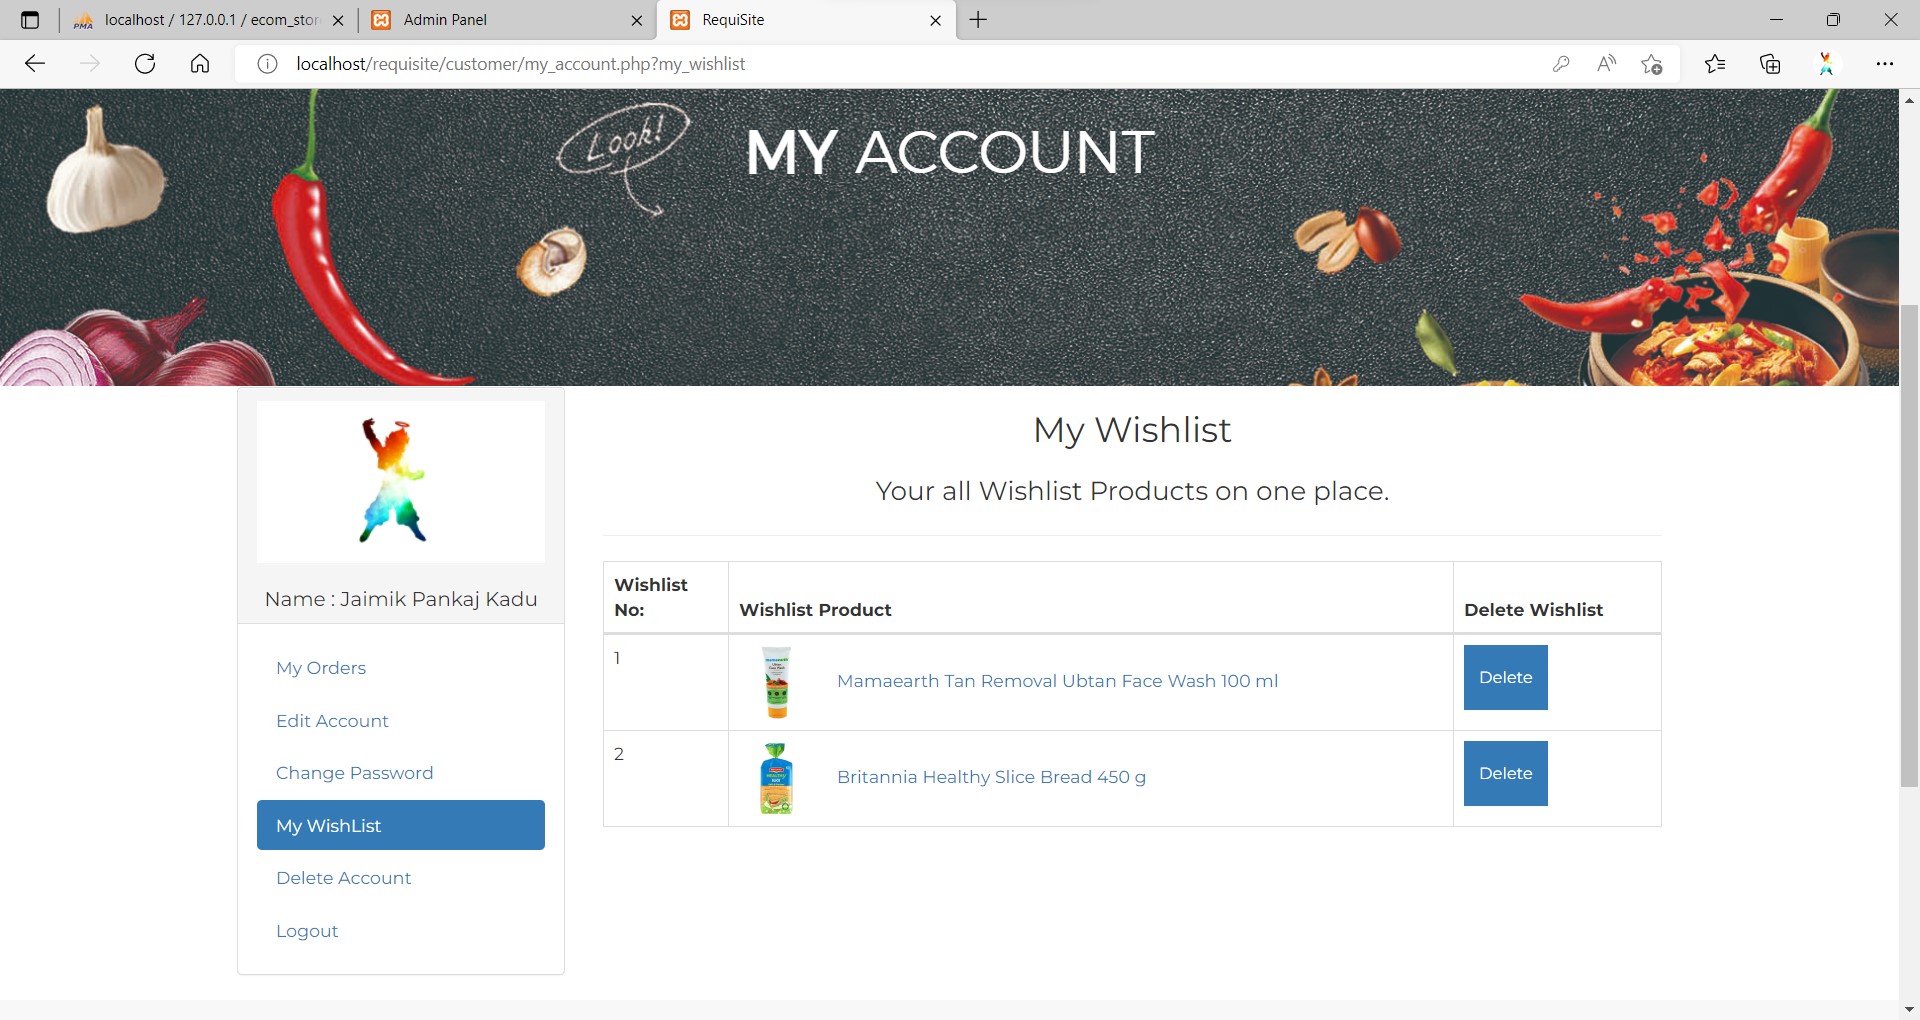 localhost / 127.0.0.1 / ecom_stor
Admin Panel
RequiSite
localhost/requisite/customer/my_account.php?my_wishlist
Look!
MY ACCOUNT
My Wishlist
Your all Wishlist Products on one place.
Name : Jaimik Pankaj Kadu
My Orders
Edit Account
Change Password
My WishList
Delete Account
Logout
Wishlist No:
Wishlist Product
Delete Wishlist
1
Mamaearth Tan Removal Ubtan Face Wash 100 ml
Delete
2
Britannia Healthy Slice Bread 450 g
Delete